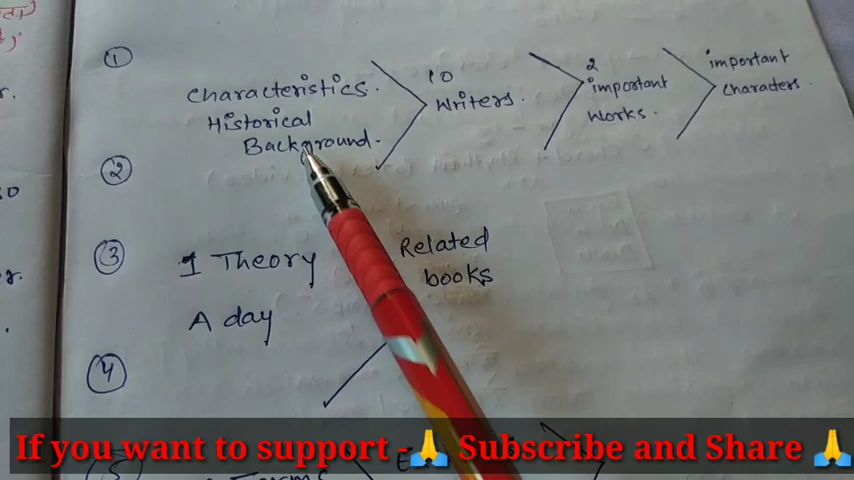 ①
characteristics.
Historical
Background.
10
Writers.
2
important
Works.
important
characters.
②
③
1 Theory
A day
Related
books
④
If you want to support -🙏 Subscribe and Share 🙏